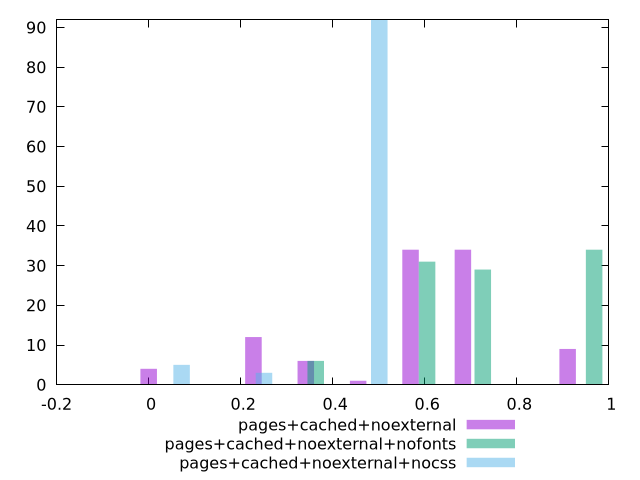 90
80
70
60
50
40
30
20
10
0
-0.2 0 0.2 0.4 0.6 0.8 1
pages+cached+noexternal
pages+cached+noexternal+nofonts
pages+cached+noexternal+nocss